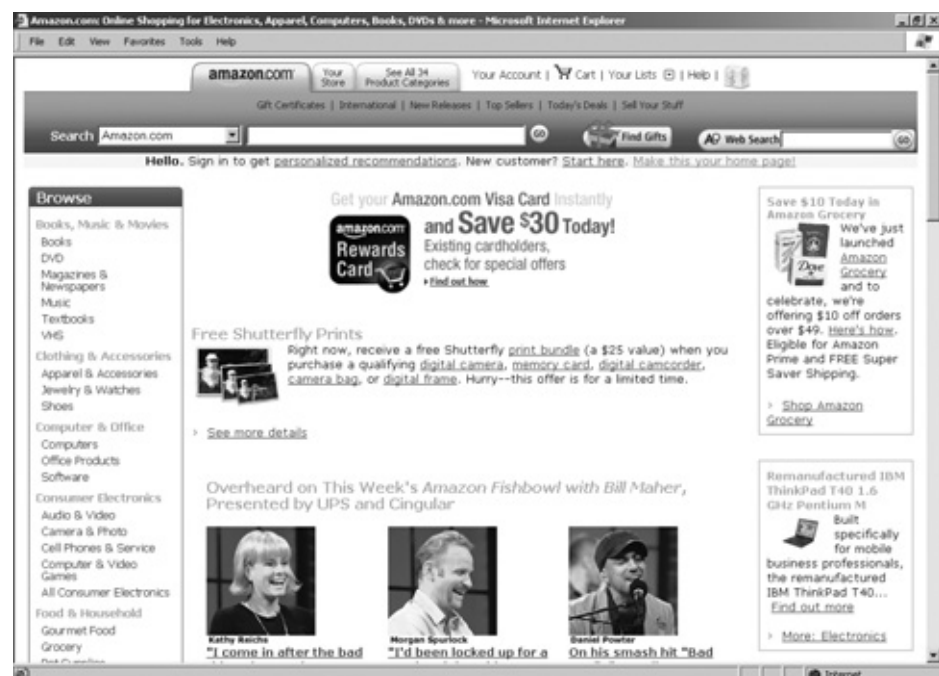 Amazon.com: Online Shopping for Electronics, Apparel, Computers, Books, DVDs & more - Microsoft Internet Explorer
File Edit View Favorites Tools Help
amazon.com
Your Store
See All 34 Product Categories
Your Account | Cart | Your Lists | Help |
Gift Certificates | International | New Releases | Top Sellers | Today's Deals | Sell Your Stuff
Search Amazon.com GO Find Gifts A9 Web Search GO
Hello. Sign in to get personalized recommendations. New customer? Start here. Make this your home page!
Browse
Books, Music & Movies
Books
DVD
Magazines &
Newspapers
Music
Textbooks
VHS
Clothing & Accessories
Apparel & Accessories
Jewelry & Watches
Shoes
Computer & Office
Computers
Office Products
Software
Consumer Electronics
Audio & Video
Camera & Photo
Cell Phones & Service
Computer & Video
Games
All Consumer Electronics
Food & Household
Gourmet Food
Grocery
Pet Supplies
Get your Amazon.com Visa Card Instantly
and Save $30 Today!
amazon.com
Rewards
Card
Existing cardholders,
check for special offers
Find out how
Free Shutterfly Prints
Right now, receive a free Shutterfly print bundle (a $25 value) when you
purchase a qualifying digital camera, memory card, digital camcorder,
camera bag, or digital frame. Hurry--this offer is for a limited time.
> See more details
Overheard on This Week's Amazon Fishbowl with Bill Maher,
Presented by UPS and Cingular
Kathy Reichs
"I come in after the bad
Morgan Spurlock
"I'd been locked up for a
Daniel Powter
On his smash hit "Bad
Save $10 Today in
Amazon Grocery
Dove
We've just
launched
Amazon
Grocery
and to
celebrate, we're
offering $10 off orders
over $49. Here's how.
Eligible for Amazon
Prime and FREE Super
Saver Shipping.
> Shop Amazon
Grocery
Remanufactured IBM
ThinkPad T40 1.6
GHz Pentium M
Built
specifically
for mobile
business professionals,
the remanufactured
IBM ThinkPad T40...
Find out more
> More: Electronics
Internet